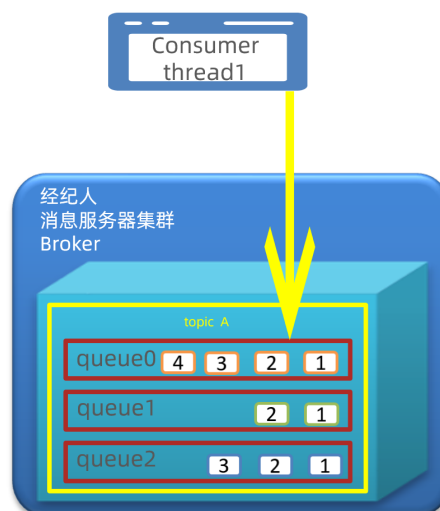 Consumer
thread1
经纪人
消息服务器集群
Broker
topic A
queue0 4 3 2 1
queue1 2 1
queue2 3 2 1